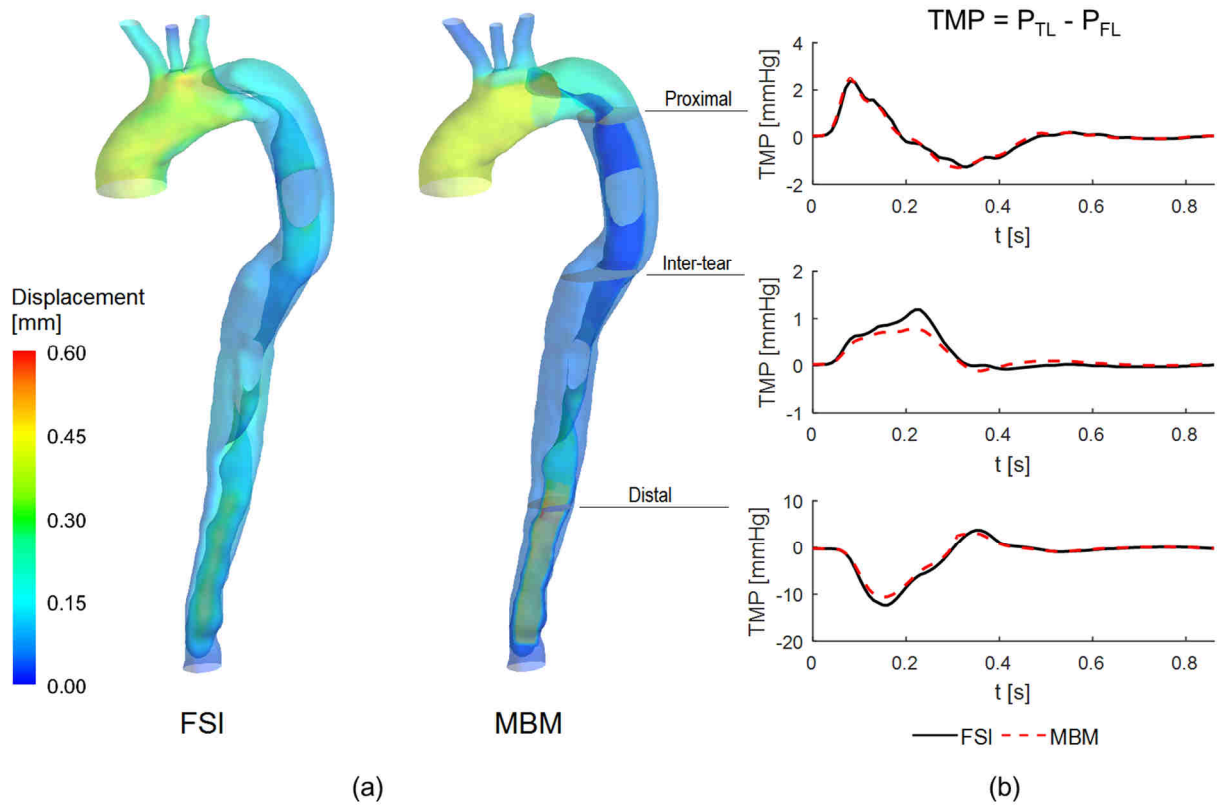 TMP = P_TL - P_FL
Displacement
[mm]
0.60
0.45
0.30
0.15
0.00
FSI
MBM
Proximal
Inter-tear
Distal
TMP [mmHg]
4
2
0
-2
0 0.2 0.4 0.6 0.8
t [s]
TMP [mmHg]
2
1
0
-1
0 0.2 0.4 0.6 0.8
t [s]
TMP [mmHg]
10
0
-10
-20
0 0.2 0.4 0.6 0.8
t [s]
FSI MBM
(a)
(b)